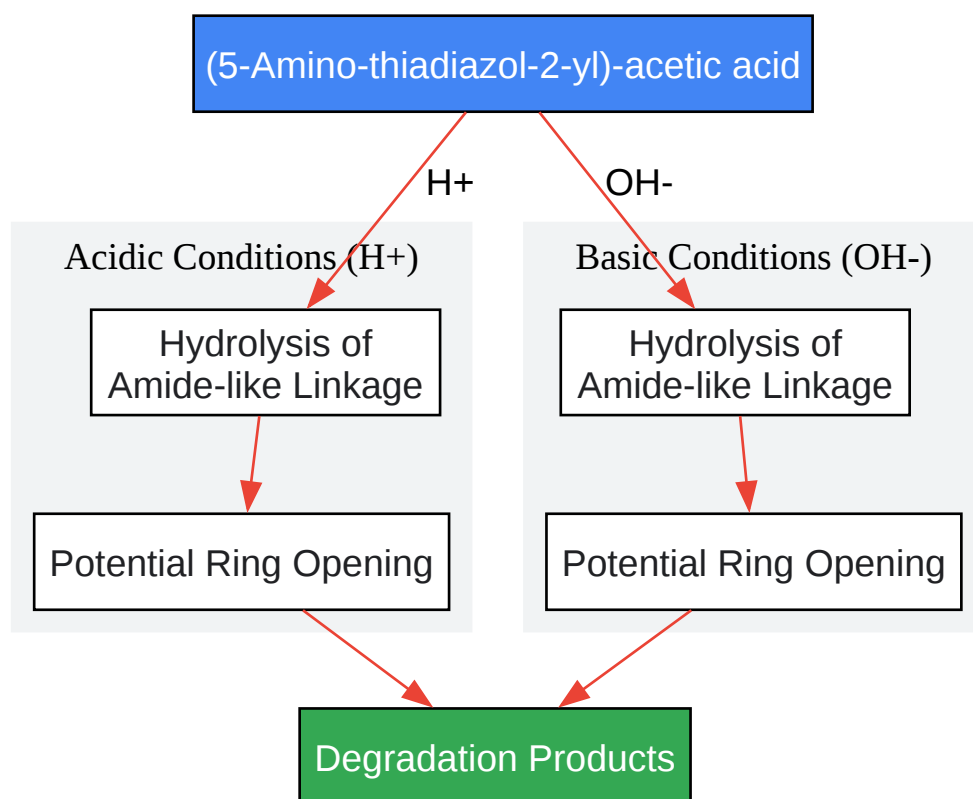 (5-Amino-thiadiazol-2-yl)-acetic acid
H+
OH-
Acidic Conditions (H+)
Hydrolysis of
Amide-like Linkage
Potential Ring Opening
Basic Conditions (OH-)
Hydrolysis of
Amide-like Linkage
Potential Ring Opening
Degradation Products